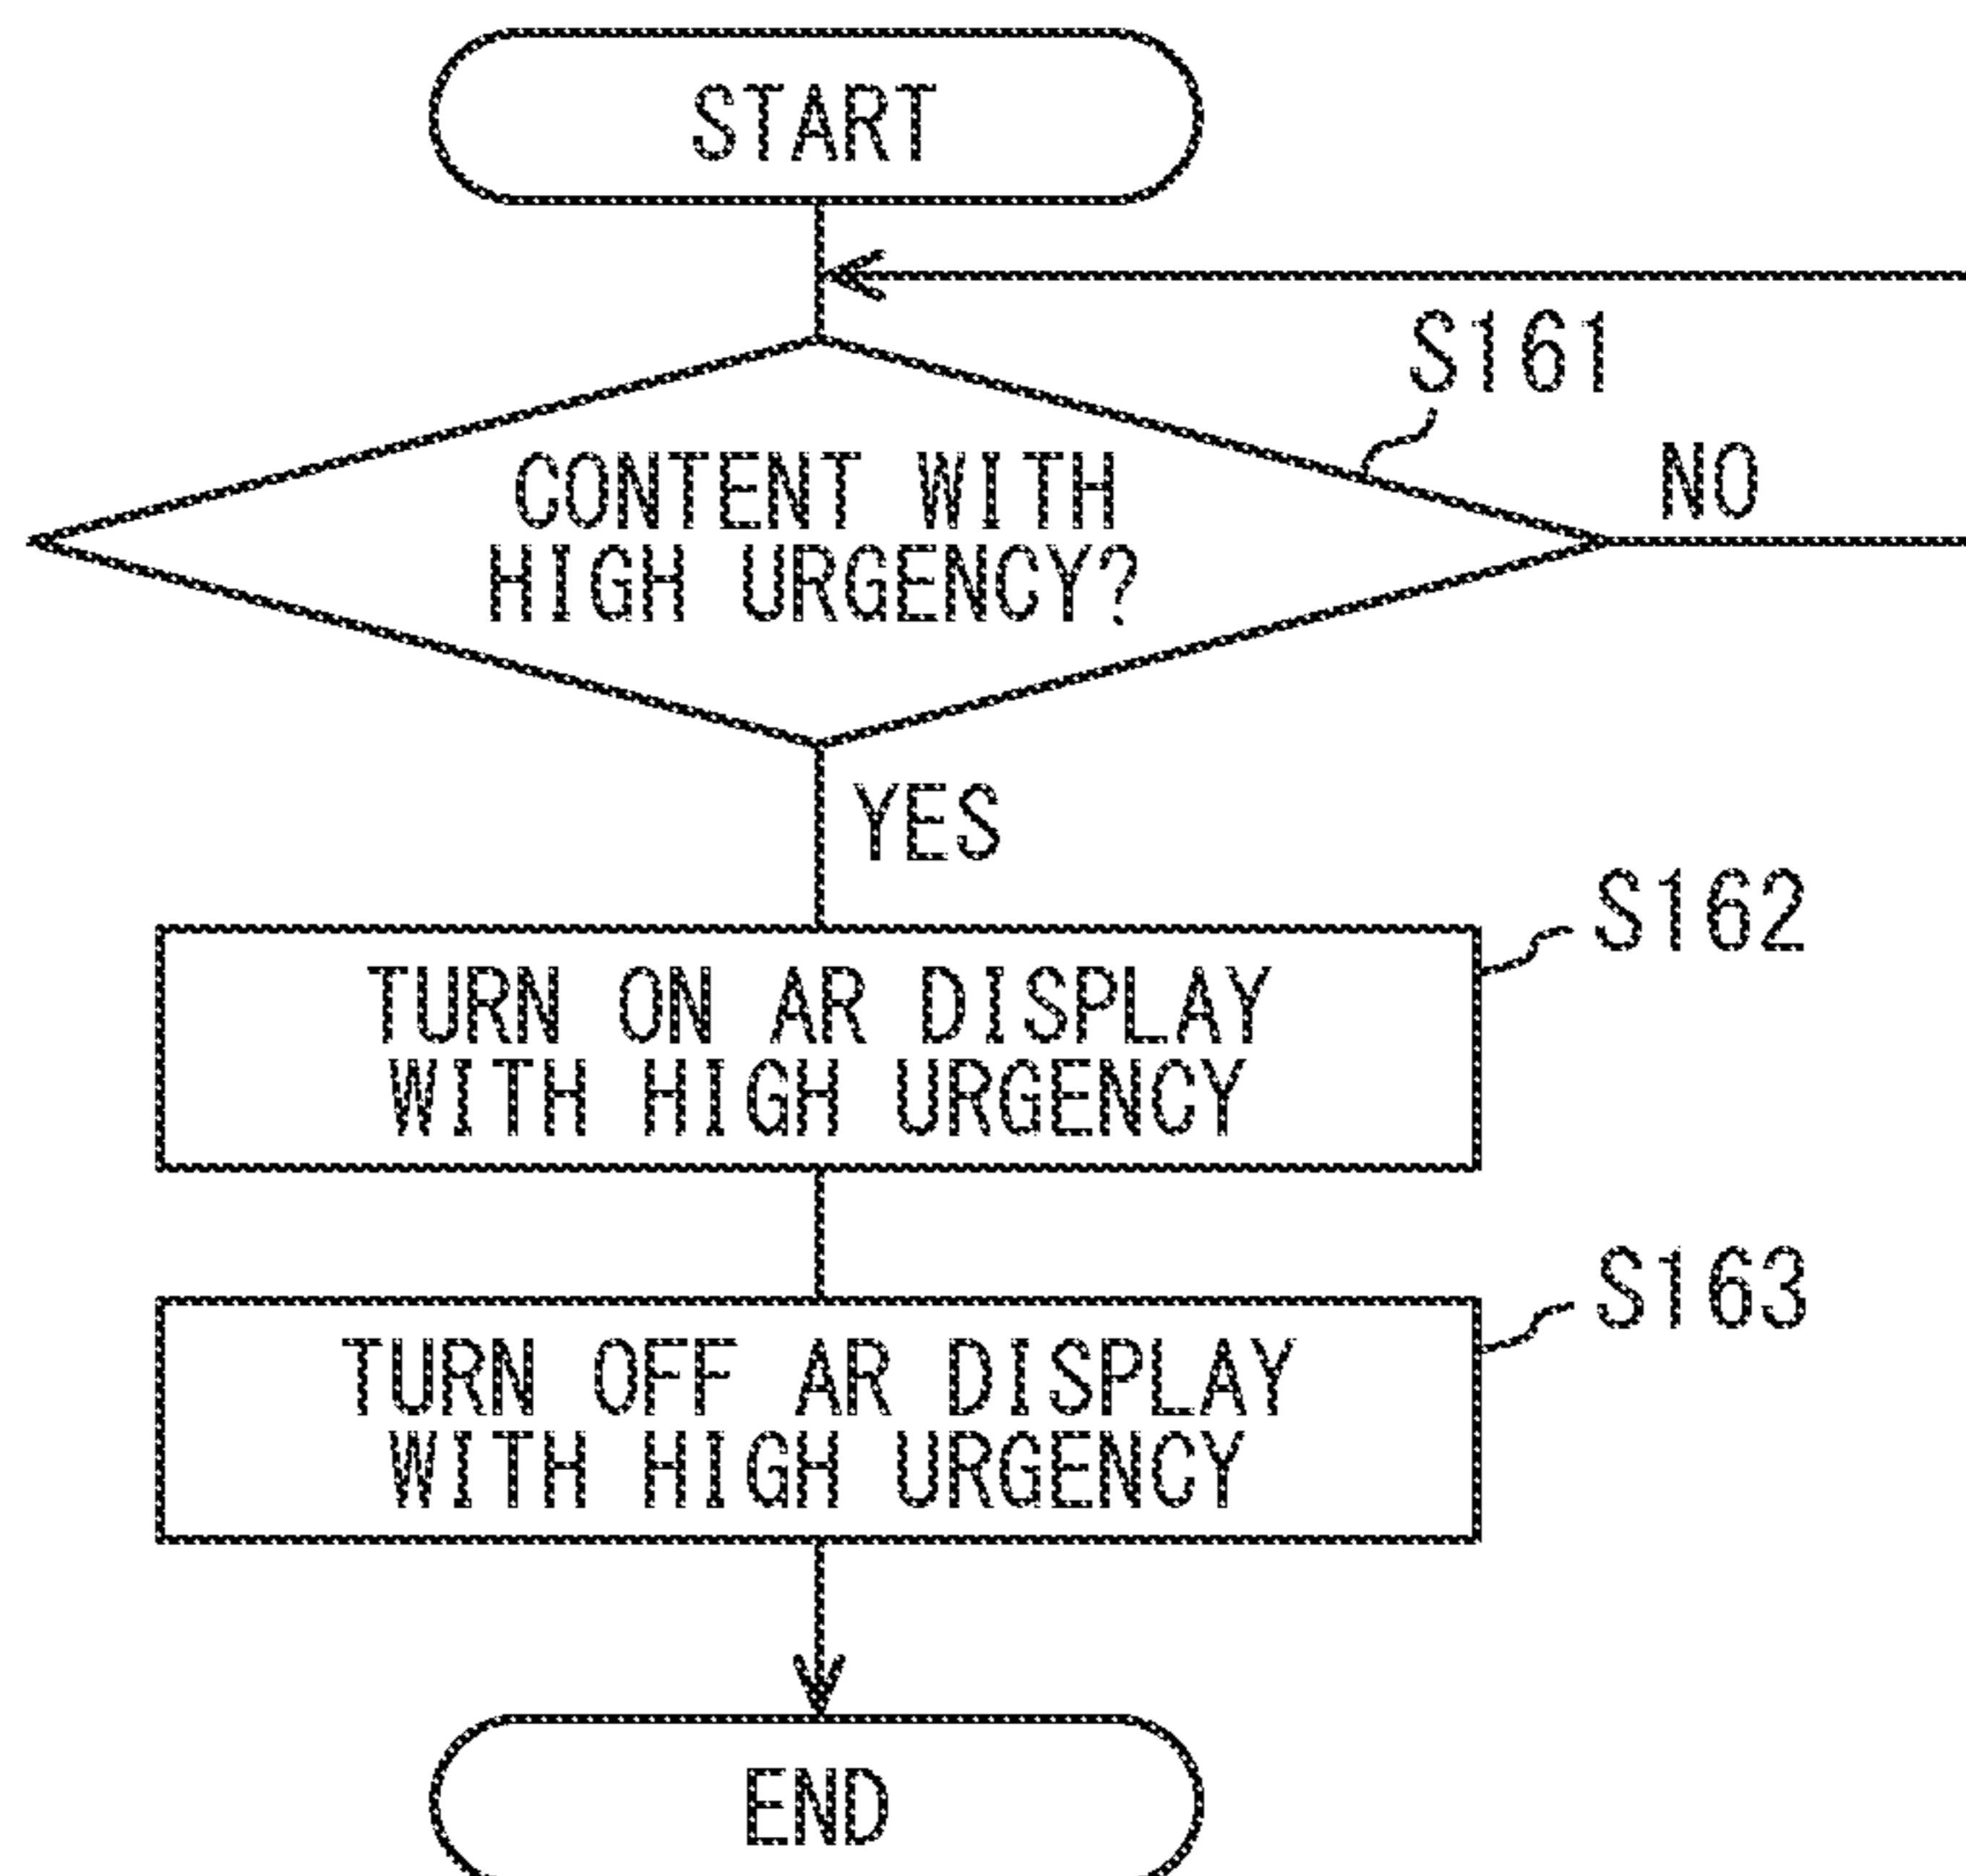 START
S161
CONTENT WITH
HIGH URGENCY?
NO
YES
S162
TURN ON AR DISPLAY
WITH HIGH URGENCY
S163
TURN OFF AR DISPLAY
WITH HIGH URGENCY
END